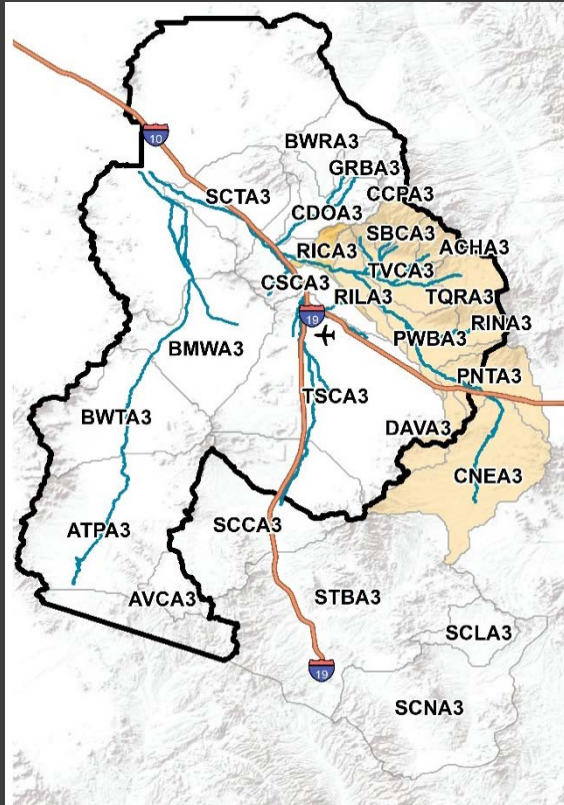 10
BWRA3
GRBA3
CCPA3
SCTA3
CDOA3
SBCA3
RICA3
ACHA3
TVCA3
CSCA3
RILA3
TQRA3
19
RINA3
PWBA3
BMWA3
PNTA3
TSCA3
BWTA3
DAVA3
CNEA3
SCCA3
ATPA3
AVCA3
STBA3
SCLA3
19
SCNA3